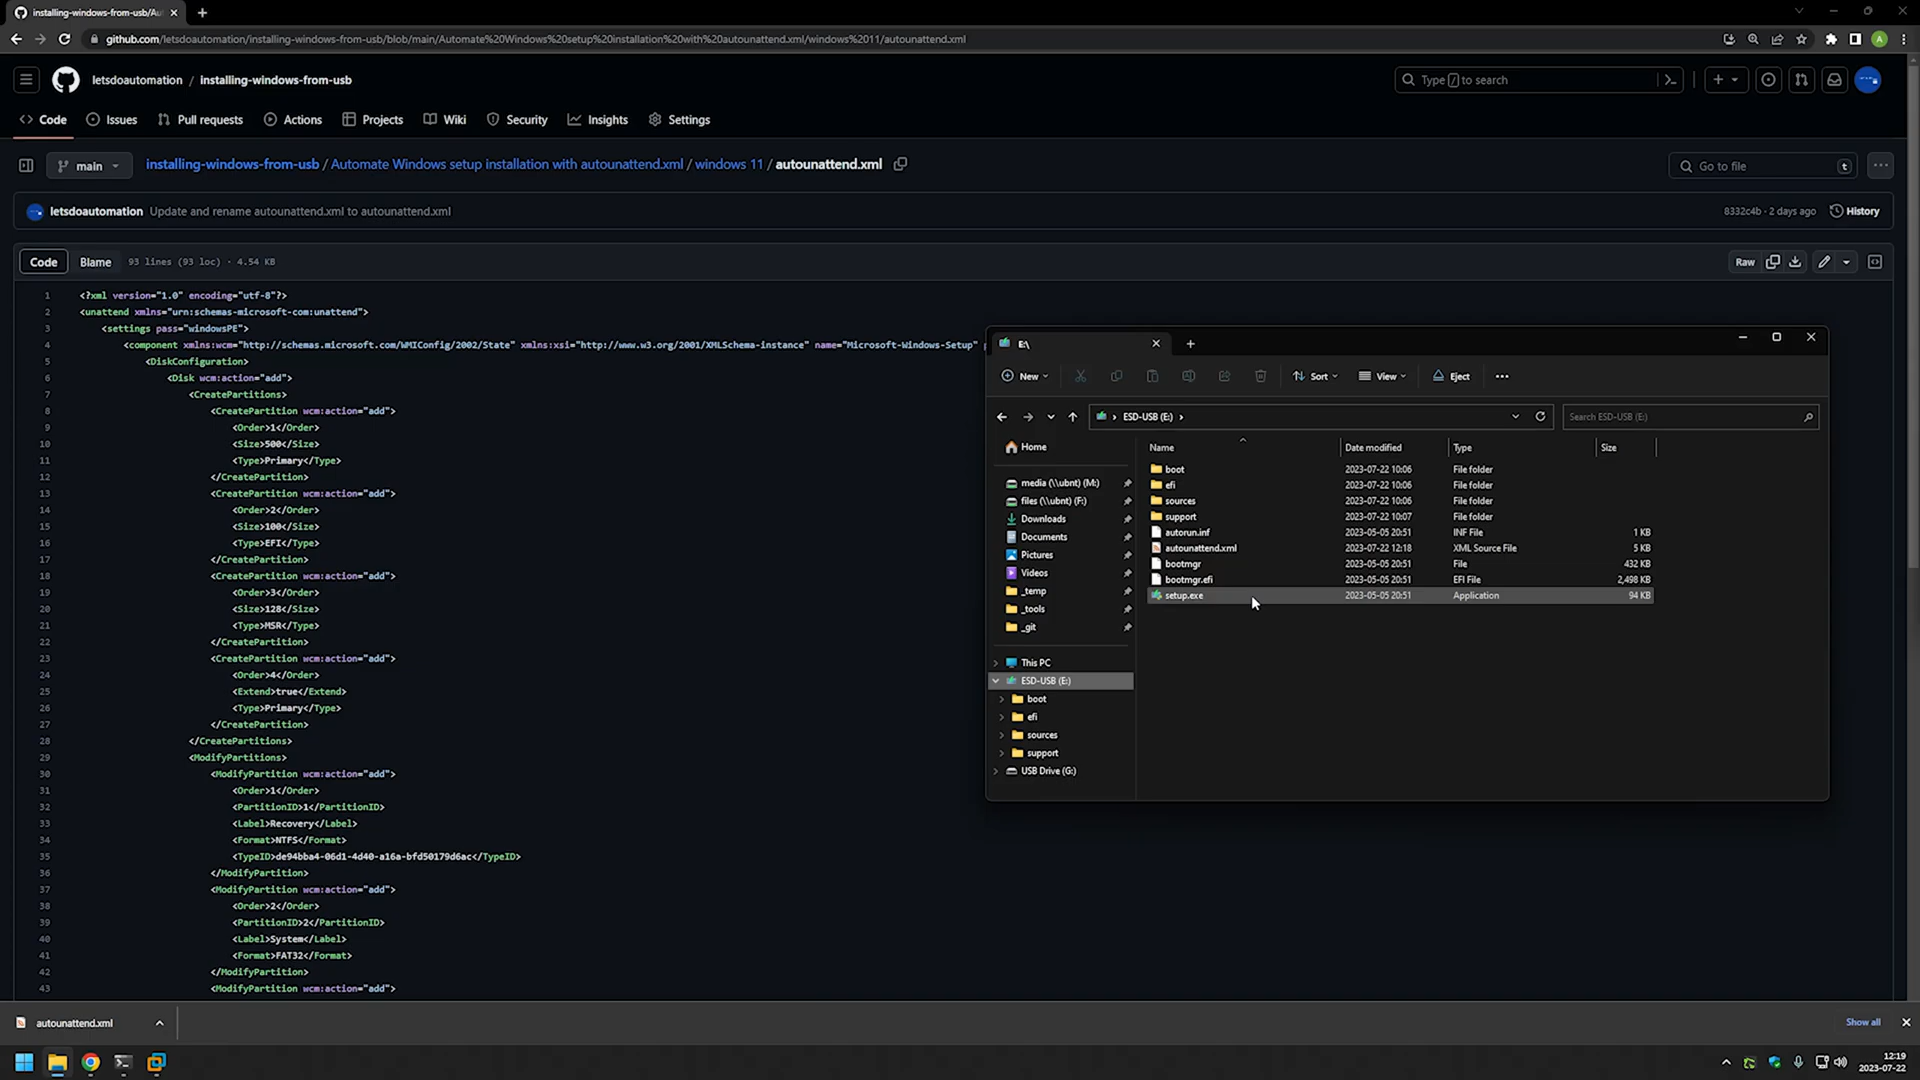 installing-windows-from-usb/Au
github.com/letsdoautomation/installing-windows-from-usb/blob/main/Automate%20Windows%20setup%20installation%20with%20autounattend.xml/windows%2011/autounattend.xml
A
letsdoautomation / installing-windows-from-usb
Type / to search
Code Issues Pull requests Actions Projects Wiki Security Insights Settings
main
installing-windows-from-usb / Automate Windows setup installation with autounattend.xml / windows 11 / autounattend.xml
Go to file t
letsdoautomation Update and rename autounattend.xml to autounattend.xml
8332c4b · 2 days ago History
Code Blame 93 lines (93 loc) · 4.54 KB
Raw
1 <?xml version="1.0" encoding="utf-8"?>
2 <unattend xmlns="urn:schemas-microsoft-com:unattend">
3 <settings pass="windowsPE">
4 <component xmlns:wcm="http://schemas.microsoft.com/WMIConfig/2002/State" xmlns:xsi="http://www.w3.org/2001/XMLSchema-instance" name="Microsoft-Windows-Setup"
5 <DiskConfiguration>
6 <Disk wcm:action="add">
7 <CreatePartitions>
8 <CreatePartition wcm:action="add">
9 <Order>1</Order>
10 <Size>500</Size>
11 <Type>Primary</Type>
12 </CreatePartition>
13 <CreatePartition wcm:action="add">
14 <Order>2</Order>
15 <Size>100</Size>
16 <Type>EFI</Type>
17 </CreatePartition>
18 <CreatePartition wcm:action="add">
19 <Order>3</Order>
20 <Size>128</Size>
21 <Type>MSR</Type>
22 </CreatePartition>
23 <CreatePartition wcm:action="add">
24 <Order>4</Order>
25 <Extend>true</Extend>
26 <Type>Primary</Type>
27 </CreatePartition>
28 </CreatePartitions>
29 <ModifyPartitions>
30 <ModifyPartition wcm:action="add">
31 <Order>1</Order>
32 <PartitionID>1</PartitionID>
33 <Label>Recovery</Label>
34 <Format>NTFS</Format>
35 <TypeID>de94bba4-06d1-4d40-a16a-bfd50179d6ac</TypeID>
36 </ModifyPartition>
37 <ModifyPartition wcm:action="add">
38 <Order>2</Order>
39 <PartitionID>2</PartitionID>
40 <Label>System</Label>
41 <Format>FAT32</Format>
42 </ModifyPartition>
43 <ModifyPartition wcm:action="add">
E:\
New Sort View Eject
ESD-USB (E:)
Search ESD-USB (E:)
Home
media (\\ubnt) (M:)
files (\\ubnt) (F:)
Downloads
Documents
Pictures
Videos
_temp
_tools
_git
This PC
ESD-USB (E:)
boot
efi
sources
support
USB Drive (G:)
Name Date modified Type Size
boot 2023-07-22 10:06 File folder
efi 2023-07-22 10:06 File folder
sources 2023-07-22 10:06 File folder
support 2023-07-22 10:07 File folder
autorun.inf 2023-05-05 20:51 INF File 1 KB
autounattend.xml 2023-07-22 12:18 XML Source File 5 KB
bootmgr 2023-05-05 20:51 File 432 KB
bootmgr.efi 2023-05-05 20:51 EFI File 2,498 KB
setup.exe 2023-05-05 20:51 Application 94 KB
autounattend.xml
Show all
12:19
2023-07-22